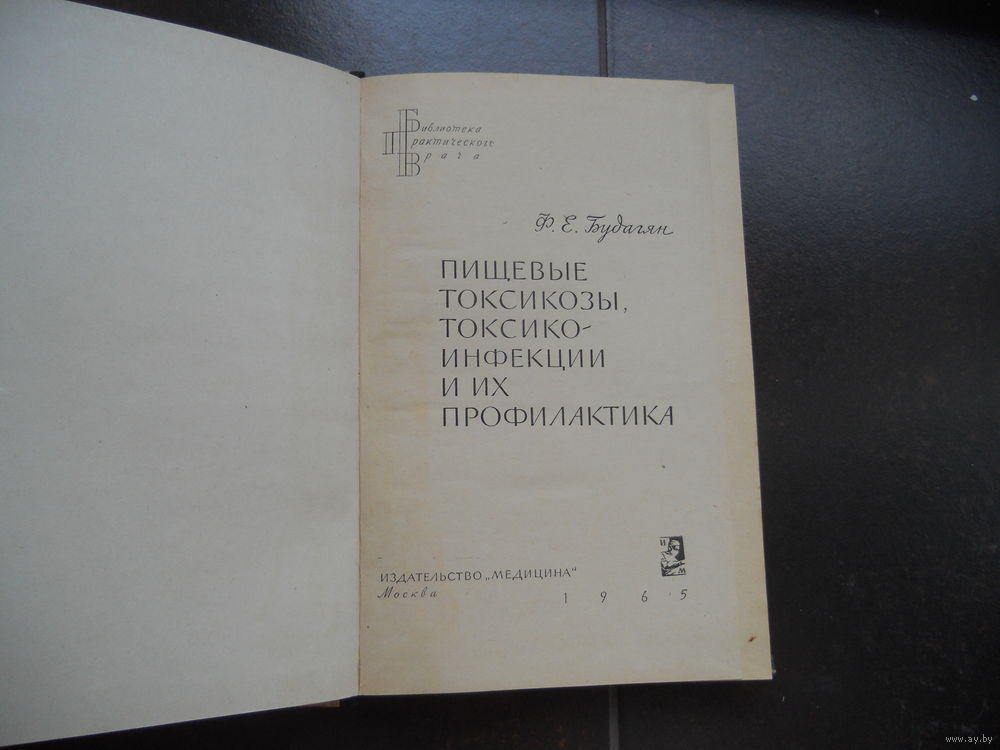 Библиотека
Практического
Врача
Ф. Е. Будагян
ПИЩЕВЫЕ
ТОКСИКОЗЫ,
ТОКСИКО-
ИНФЕКЦИИ
И ИХ
ПРОФИЛАКТИКА
И
М
ИЗДАТЕЛЬСТВО „МЕДИЦИНА"
Москва
1965
www.ay.by